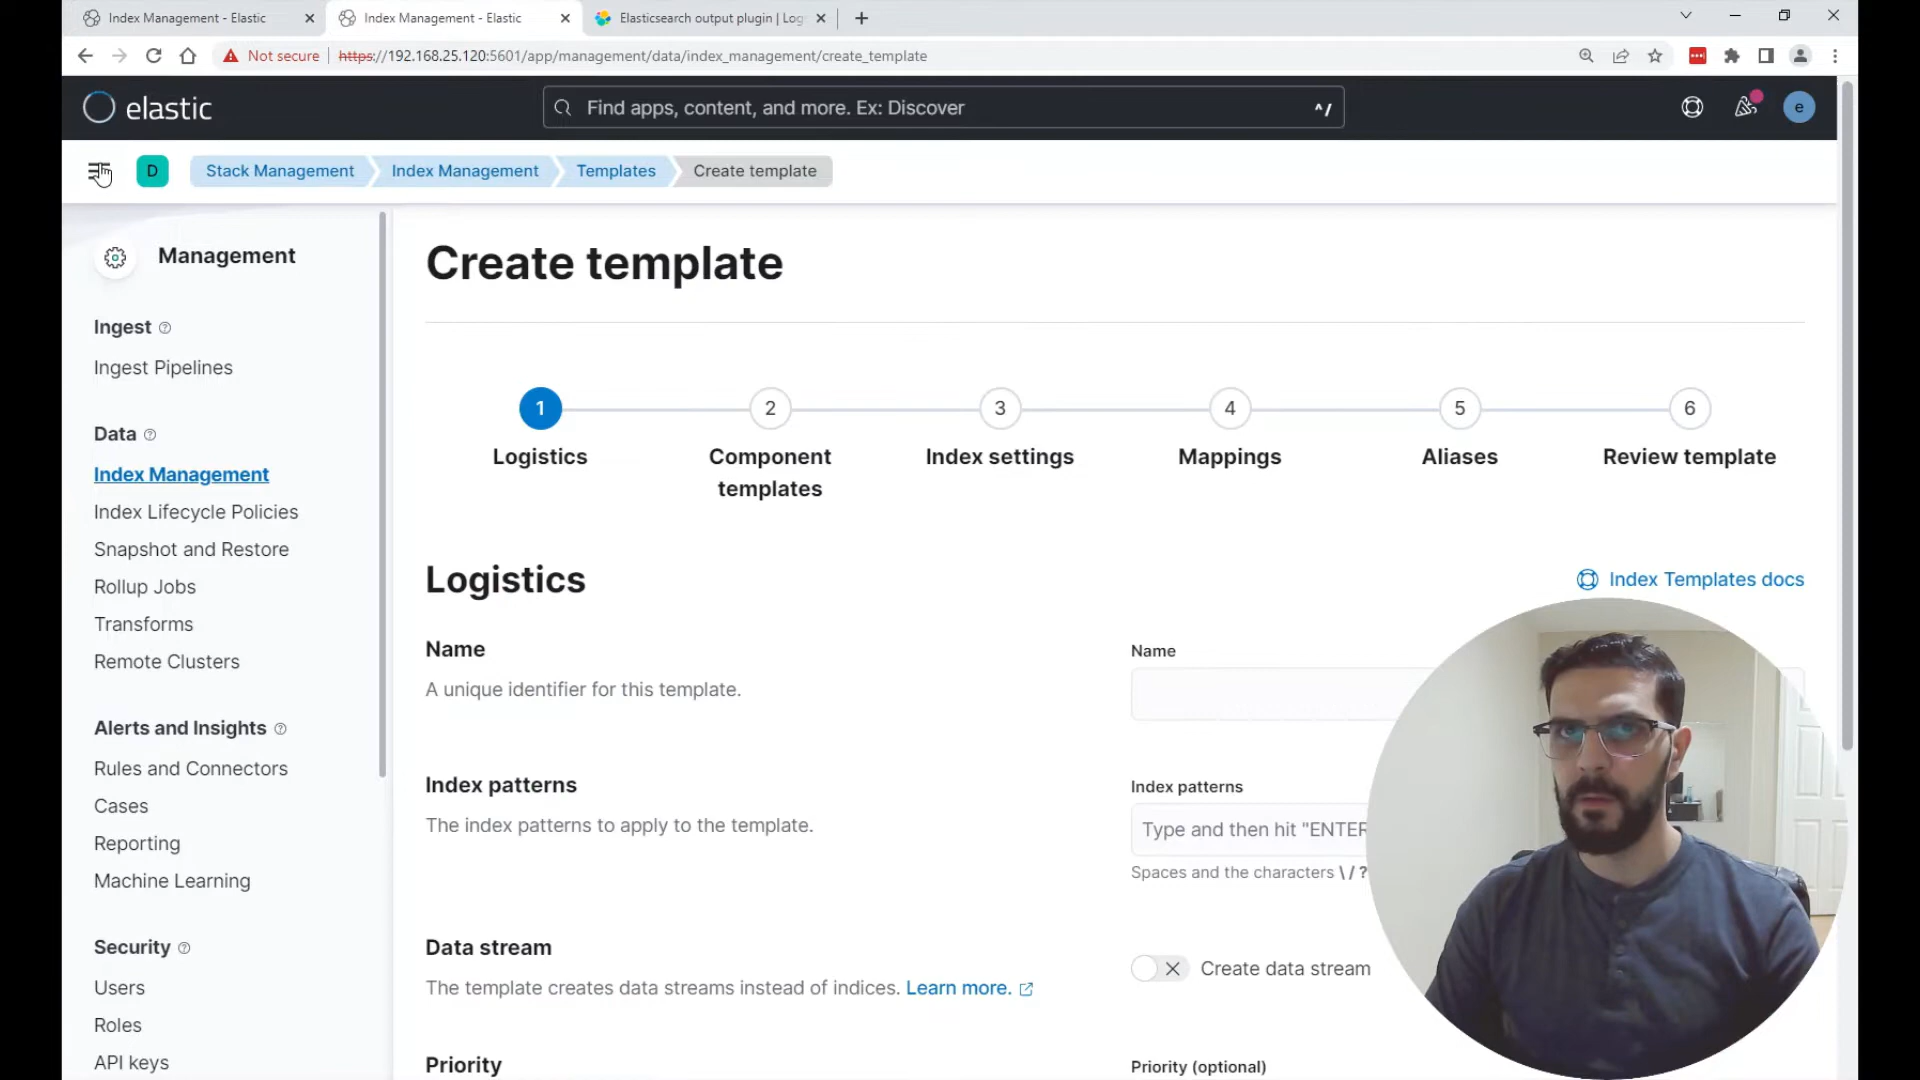 Index Management - Elastic
Index Management - Elastic
Elasticsearch output plugin | Log
Not secure
https://192.168.25.120:5601/app/management/data/index_management/create_template
elastic
Find apps, content, and more. Ex: Discover
^/
e
D
Stack Management
Index Management
Templates
Create template
Management
Ingest
Ingest Pipelines
Data
Index Management
Index Lifecycle Policies
Snapshot and Restore
Rollup Jobs
Transforms
Remote Clusters
Alerts and Insights
Rules and Connectors
Cases
Reporting
Machine Learning
Security
Users
Roles
API keys
Create template
1
2
3
4
5
6
Logistics
Component
templates
Index settings
Mappings
Aliases
Review template
Logistics
Index Templates docs
Name
A unique identifier for this template.
Name
Index patterns
The index patterns to apply to the template.
Index patterns
Type and then hit "ENTER
Spaces and the characters \ / ?
Data stream
The template creates data streams instead of indices. Learn more.
Create data stream
Priority
Priority (optional)